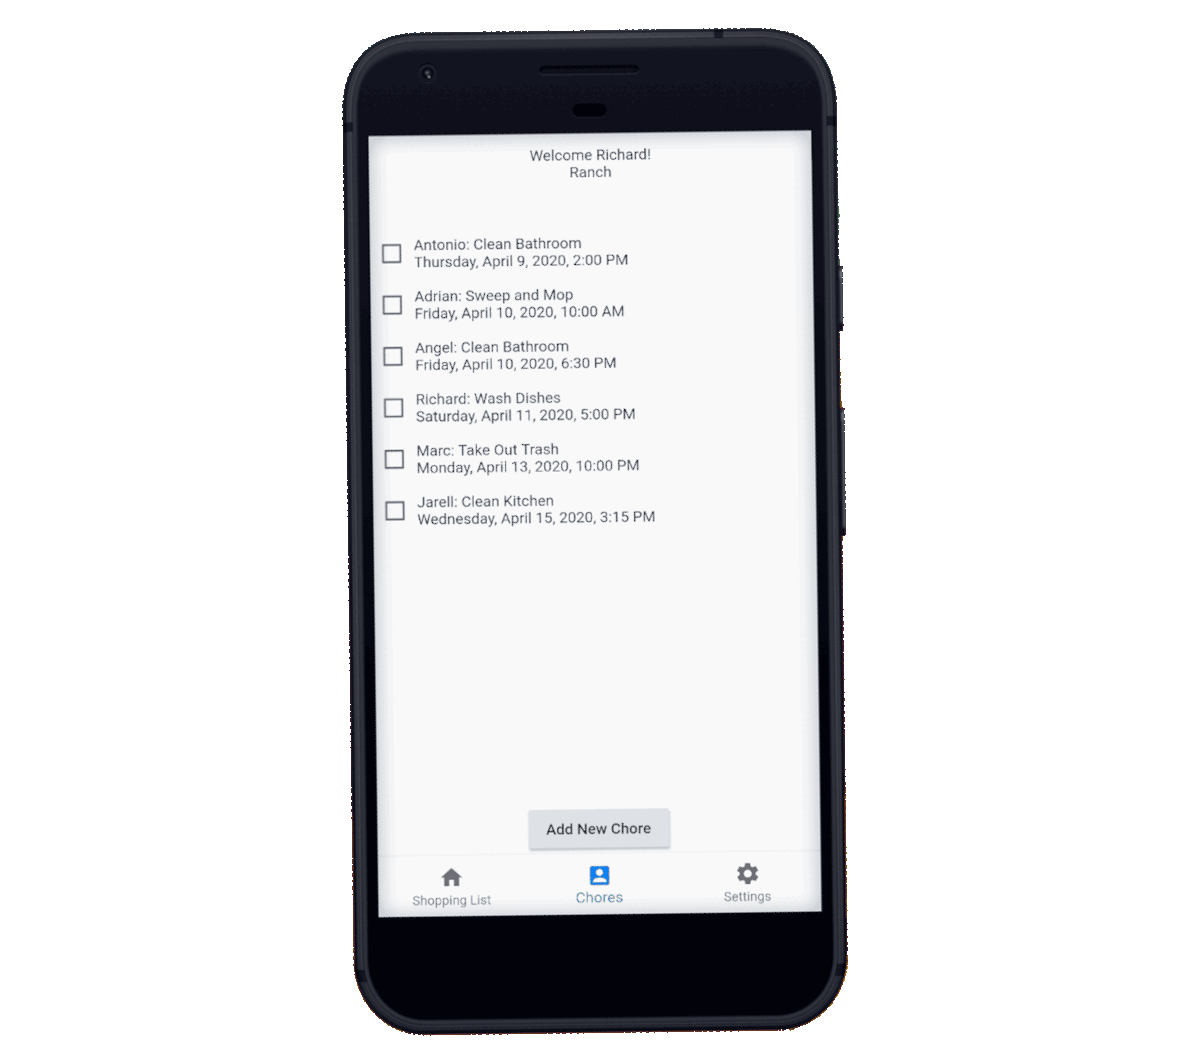 Welcome Richard!
Ranch
Antonio: Clean Bathroom
Thursday, April 9, 2020, 2:00 PM
Adrian: Sweep and Mop
Friday, April 10, 2020, 10:00 AM
Angel: Clean Bathroom
Friday, April 10, 2020, 6:30 PM
Richard: Wash Dishes
Saturday, April 11, 2020, 5:00 PM
Marc: Take Out Trash
Monday, April 13, 2020, 10:00 PM
Jarell: Clean Kitchen
Wednesday, April 15, 2020, 3:15 PM
Add New Chore
Shopping List
Chores
Settings